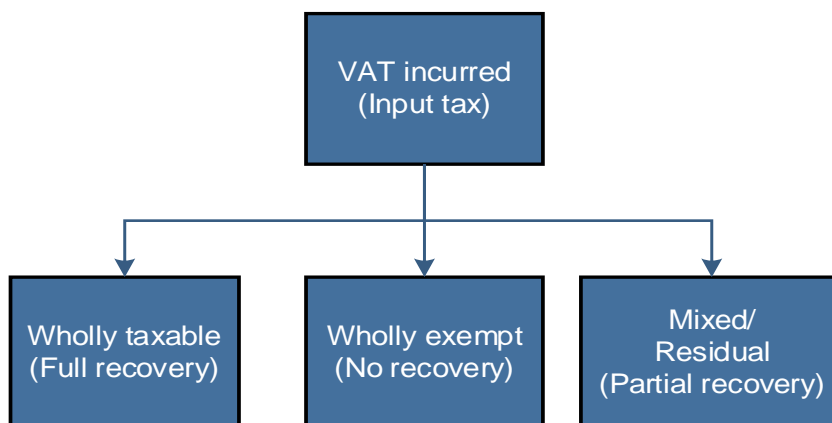 VAT incurred
(Input tax)
Wholly taxable
(Full recovery)
Wholly exempt
(No recovery)
Mixed/
Residual
(Partial recovery)